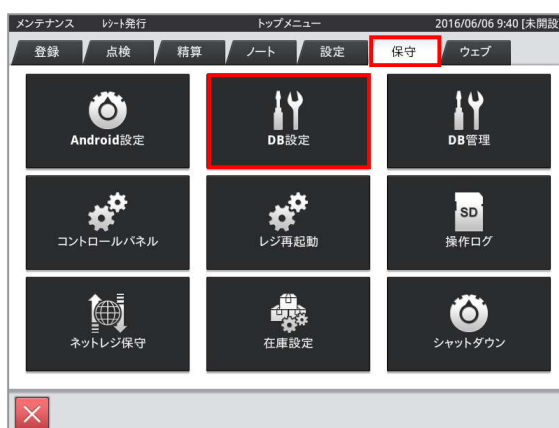 メンテナンス ﾚｼｰﾄ発行 トップメニュー 2016/06/06 9:40 [未開設
登録 点検 精算 ノート 設定 保守 ウェブ
Android設定 DB設定 DB管理
SD
コントロールパネル レジ再起動 操作ログ
ネットレジ保守 在庫設定 シャットダウン